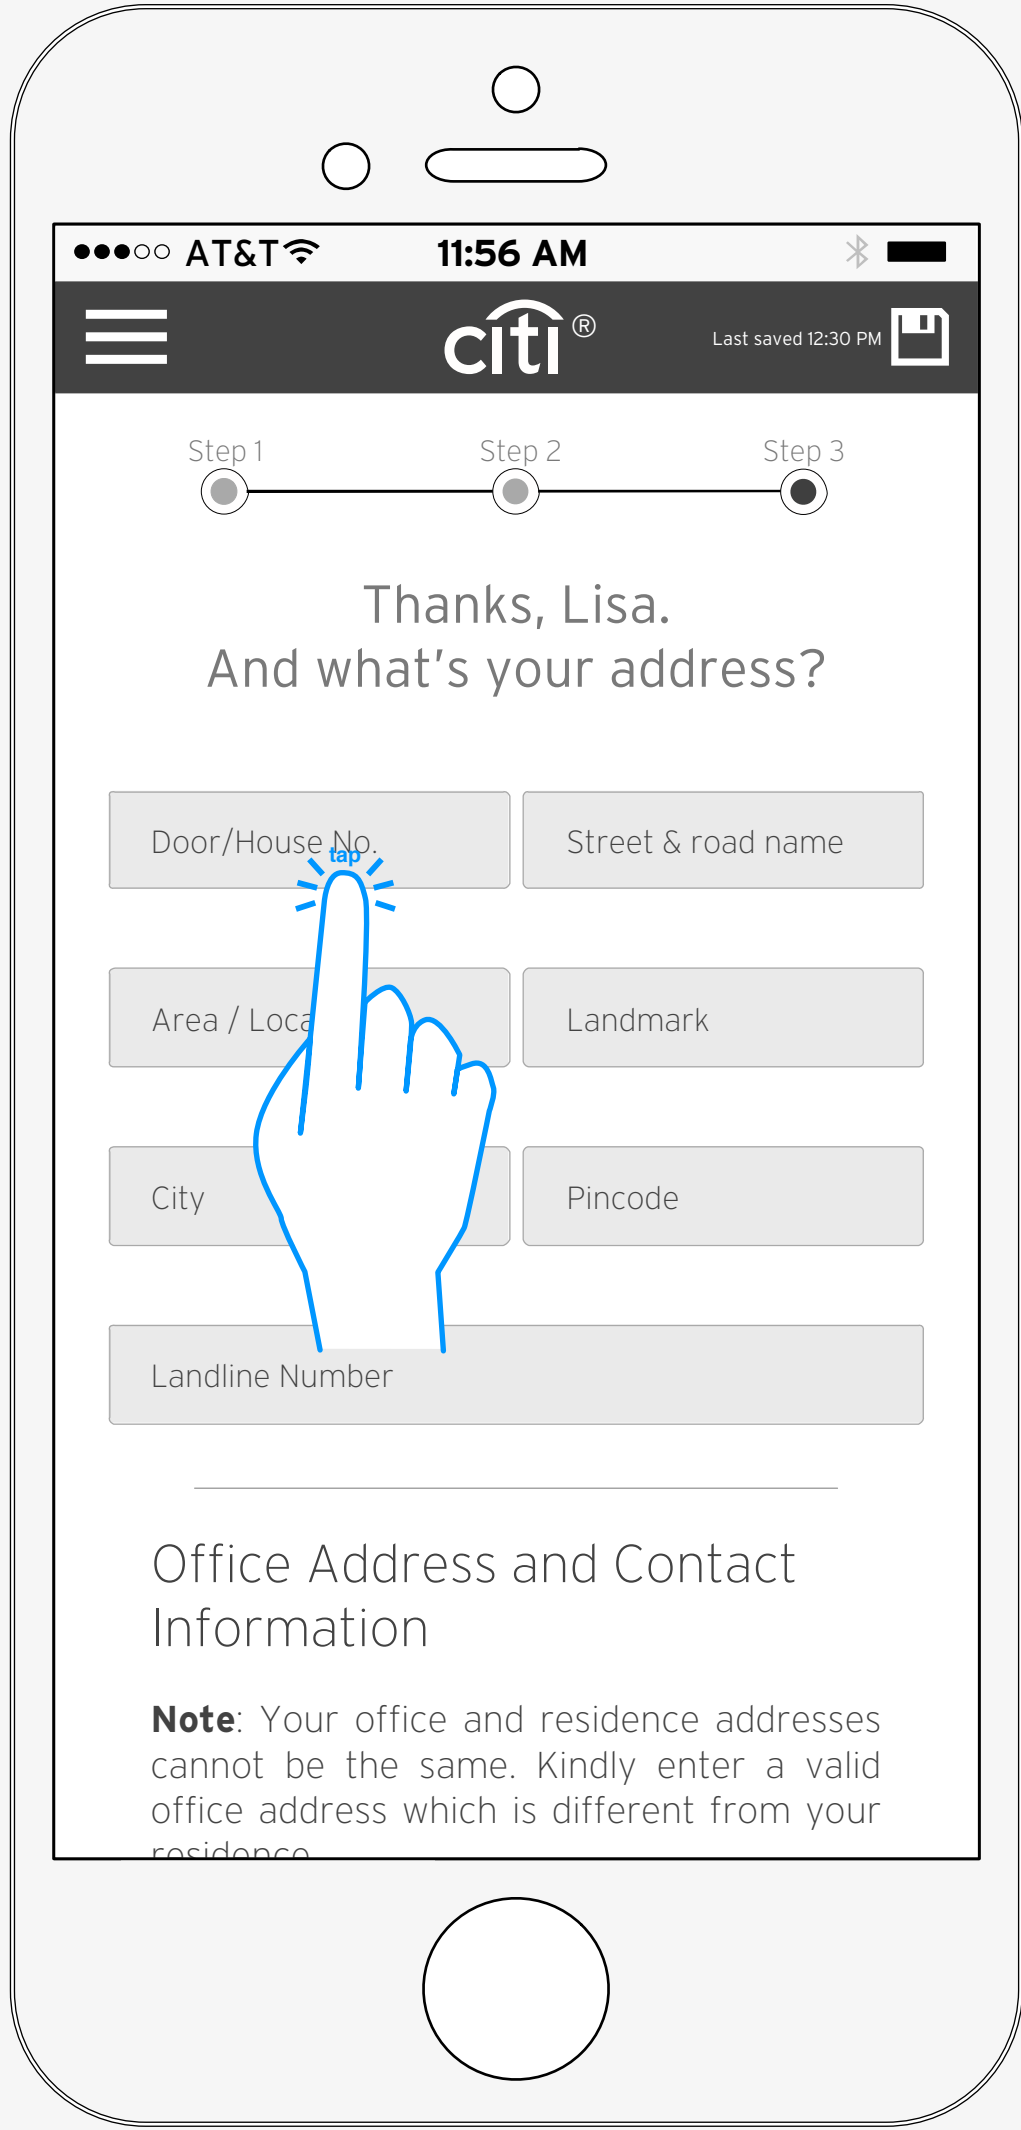 AT&T 11:56 AM
citi® Last saved 12:30 PM
Step 1 Step 2 Step 3
Thanks, Lisa.
And what's your address?
Door/House No. Street & road name
tap
Area / Loca Landmark
City Pincode
Landline Number
Office Address and Contact
Information
Note: Your office and residence addresses
cannot be the same. Kindly enter a valid
office address which is different from your
residence